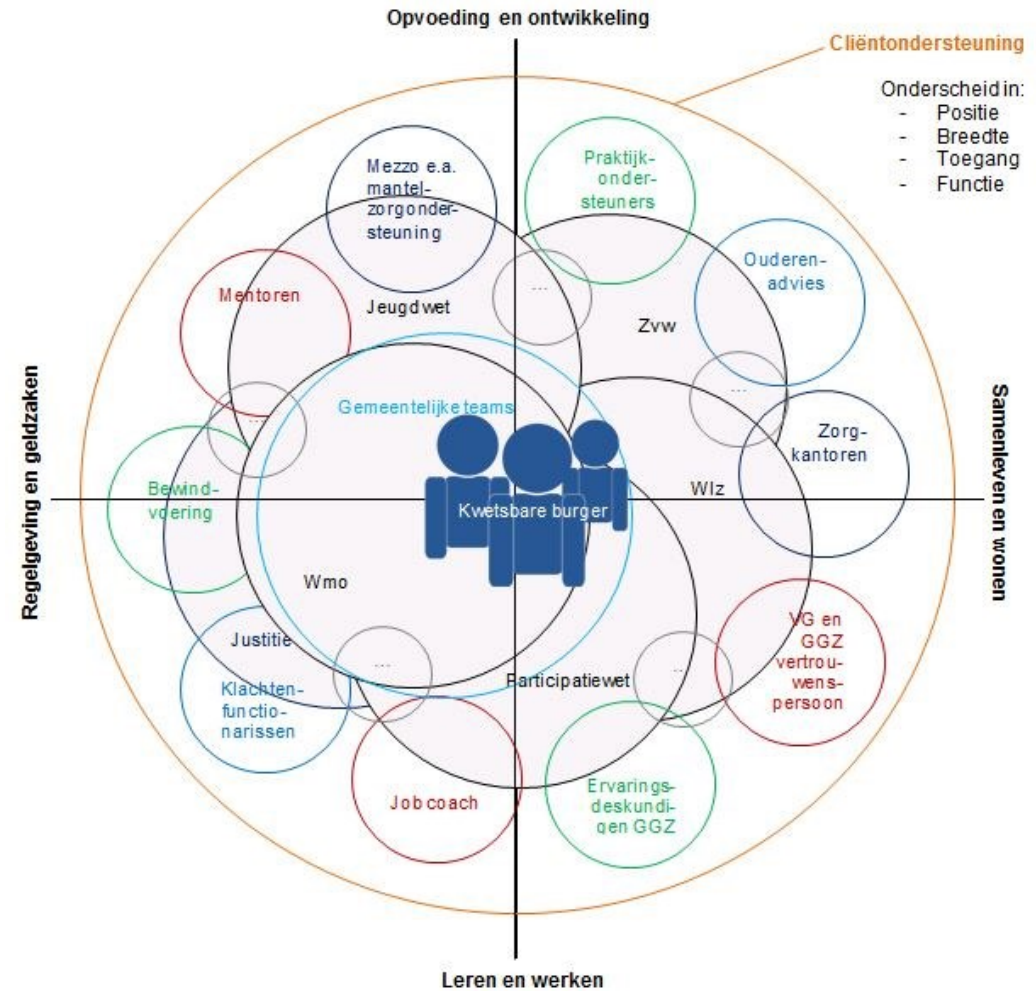 Opvoeding en ontwikkeling
Cliëntondersteuning
Onderscheid in:
- Positie
- Breedte
- Toegang
- Functie
Mezzo e.a.
mantel-
zorgonder-
steuning
Praktijk-
onder-
steuners
Ouderen-
advies
Mentoren
Jeugdwet
...
Zvw
...
Gemeentelijke teams
...
Zorg-
kantoren
Regelgeving en geldzaken
Samenleven en wonen
Bewind-
voering
Kwetsbare burger
Wlz
Wmo
Justitie
...
Participatiewet
...
VG en
GGZ
vertrou-
wens-
persoon
Klachten-
functio-
narissen
Job coach
Ervarings-
deskundi-
gen GGZ
Leren en werken